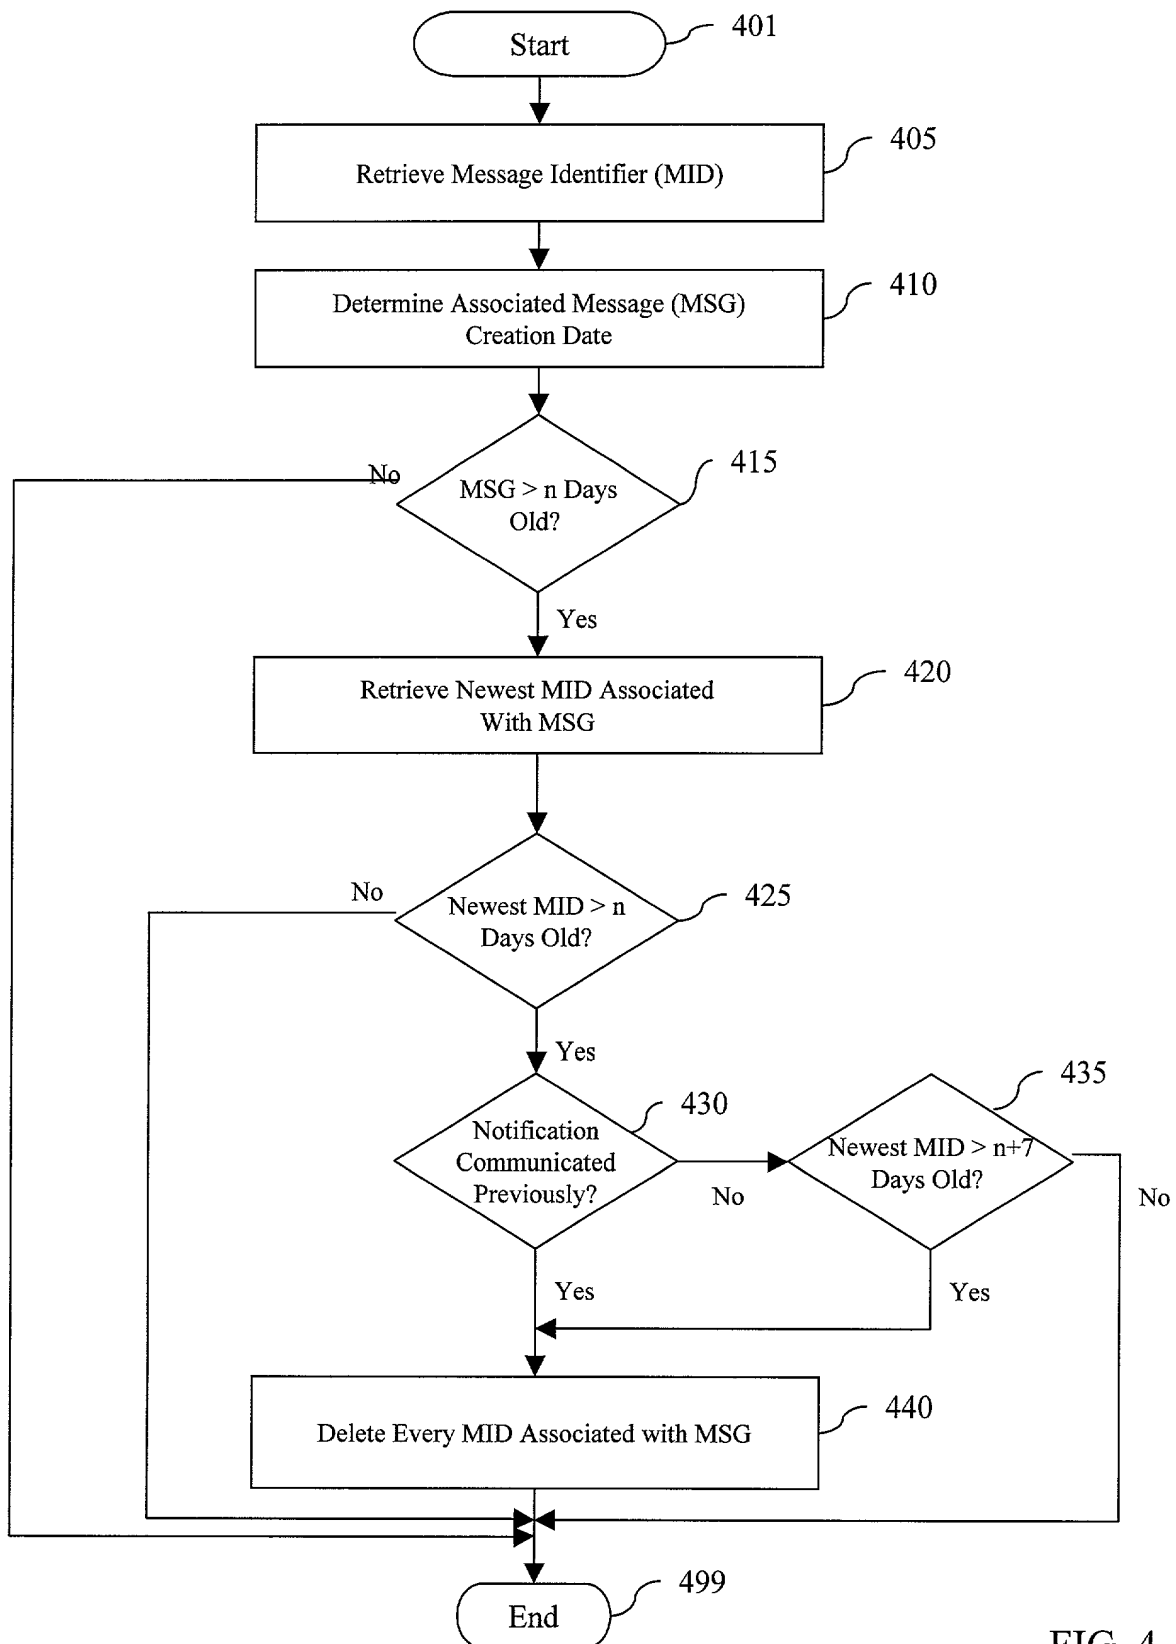 Start
401
405
Retrieve Message Identifier (MID)
410
Determine Associated Message (MSG)
Creation Date
415
No
MSG > n Days
Old?
Yes
420
Retrieve Newest MID Associated
With MSG
No
425
Newest MID > n
Days Old?
Yes
430
435
Notification
Communicated
Previously?
Newest MID > n+7
Days Old?
No
No
Yes
Yes
440
Delete Every MID Associated with MSG
499
End
FIG. 4